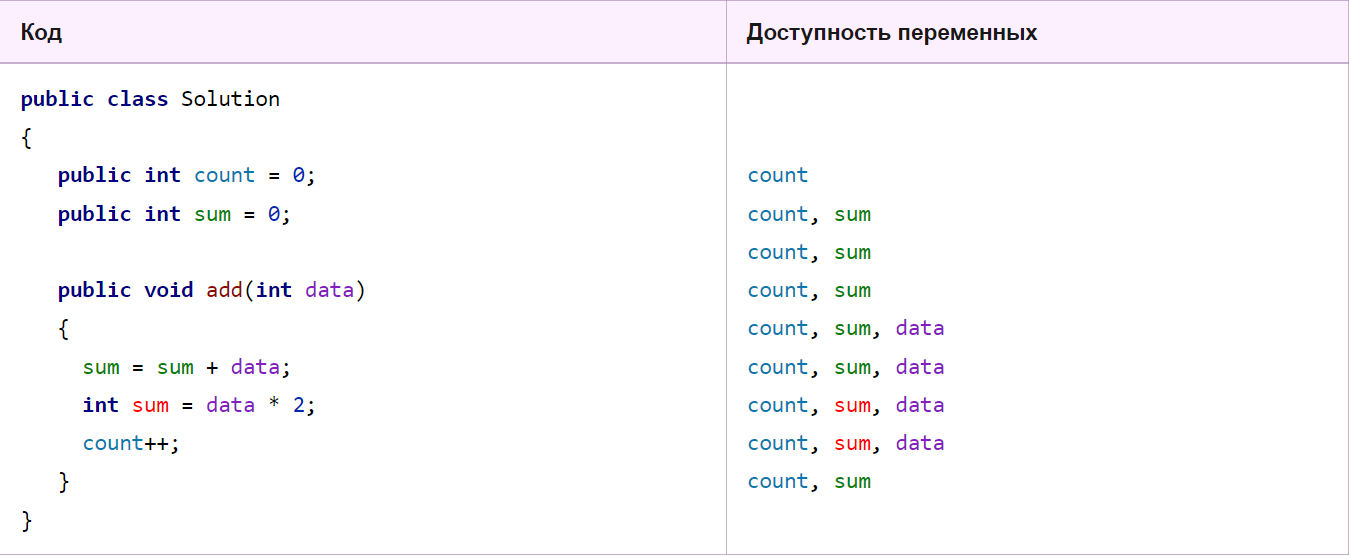 Код Доступность переменных
public class Solution
{
public int count = 0; count
public int sum = 0; count, sum
count, sum
public void add(int data) count, sum
{ count, sum, data
sum = sum + data; count, sum, data
int sum = data * 2; count, sum, data
count++; count, sum, data
} count, sum
}